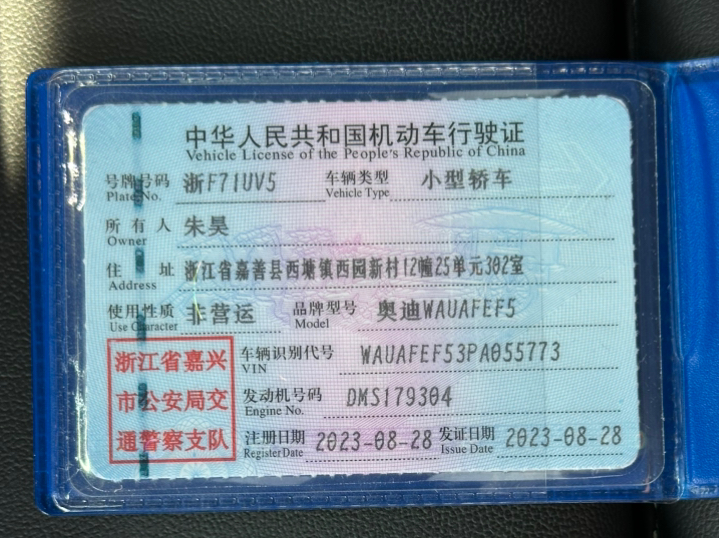 中华人民共和国机动车行驶证
Vehicle License of the People's Republic of China
号牌号码 浙F71UV5 车辆类型 小型轿车
Plate No. Vehicle Type
所有人 朱昊
Owner
住址 浙江省嘉善县西塘镇西园新村12幢25单元302室
Address
使用性质 非营运 品牌型号 奥迪WAUAFEF5
Use Character Model
车辆识别代号 WAUAFEF53PA055773
VIN
发动机号码 DMS179304
Engine No.
注册日期 2023-08-28 发证日期 2023-08-28
Register Date Issue Date
浙江省嘉兴
市公安局交
通警察支队